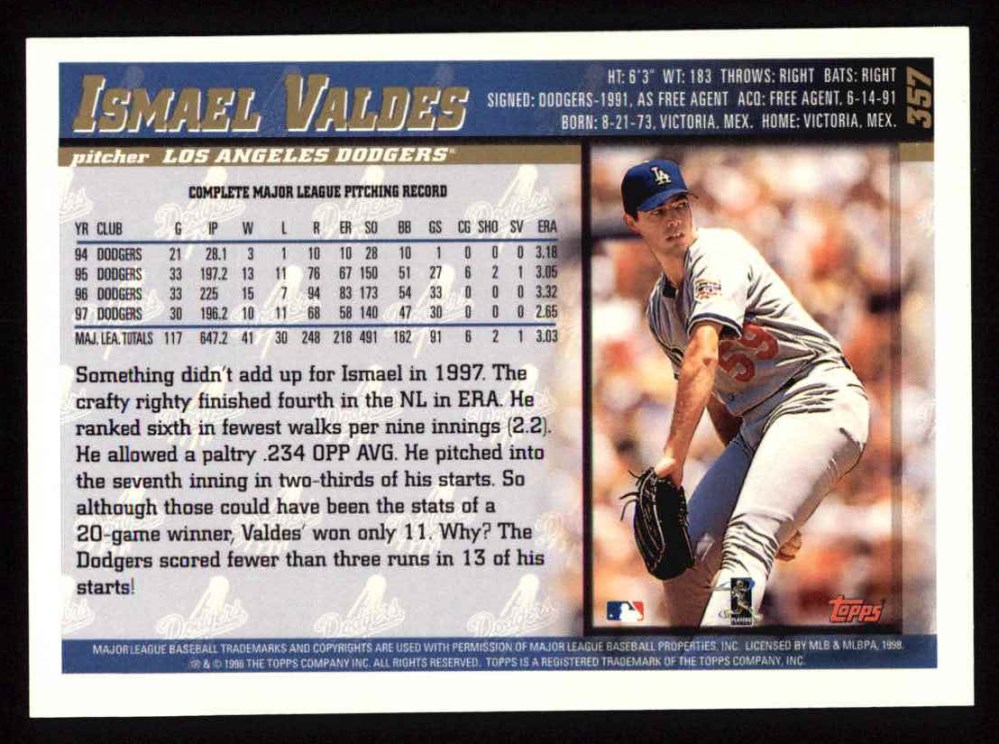 ISMAEL VALDES
HT: 6'3" WT: 183 THROWS: RIGHT BATS: RIGHT
SIGNED: DODGERS-1991, AS FREE AGENT ACQ: FREE AGENT, 6-14-91
BORN: 8-21-73, VICTORIA, MEX. HOME: VICTORIA, MEX.
357
pitcher LOS ANGELES DODGERS
COMPLETE MAJOR LEAGUE PITCHING RECORD
YR CLUB G IP W L R ER SO BB GS CG SHO SV ERA
94 DODGERS 21 28.1 3 1 10 10 28 10 1 0 0 0 3.18
95 DODGERS 33 197.2 13 11 76 67 150 51 27 6 2 1 3.05
96 DODGERS 33 225 15 7 94 83 173 54 33 0 0 0 3.32
97 DODGERS 30 196.2 10 11 68 58 140 47 30 0 0 0 2.65
MAJ. LEA. TOTALS 117 647.2 41 30 248 218 491 162 91 6 2 1 3.03
Something didn't add up for Ismael in 1997. The
crafty righty finished fourth in the NL in ERA. He
ranked sixth in fewest walks per nine innings (2.2).
He allowed a paltry .234 OPP AVG. He pitched into
the seventh inning in two-thirds of his starts. So
although those could have been the stats of a
20-game winner, Valdes' won only 11. Why? The
Dodgers scored fewer than three runs in 13 of his
starts!
LA
59
Topps
MAJOR LEAGUE BASEBALL TRADEMARKS AND COPYRIGHTS ARE USED WITH PERMISSION OF MAJOR LEAGUE BASEBALL PROPERTIES, INC. LICENSED BY MLB & MLBPA, 1998.
® & © 1998 THE TOPPS COMPANY, INC. ALL RIGHTS RESERVED. TOPPS IS A REGISTERED TRADEMARK OF THE TOPPS COMPANY, INC.